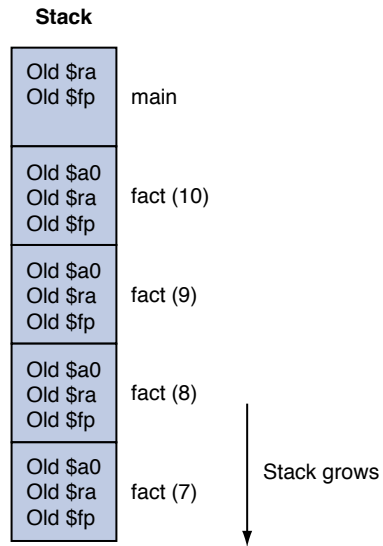 Stack
Old $ra
Old $fp
main
Old $a0
Old $ra
Old $fp
fact (10)
Old $a0
Old $ra
Old $fp
fact (9)
Old $a0
Old $ra
Old $fp
fact (8)
Old $a0
Old $ra
Old $fp
fact (7)
Stack grows